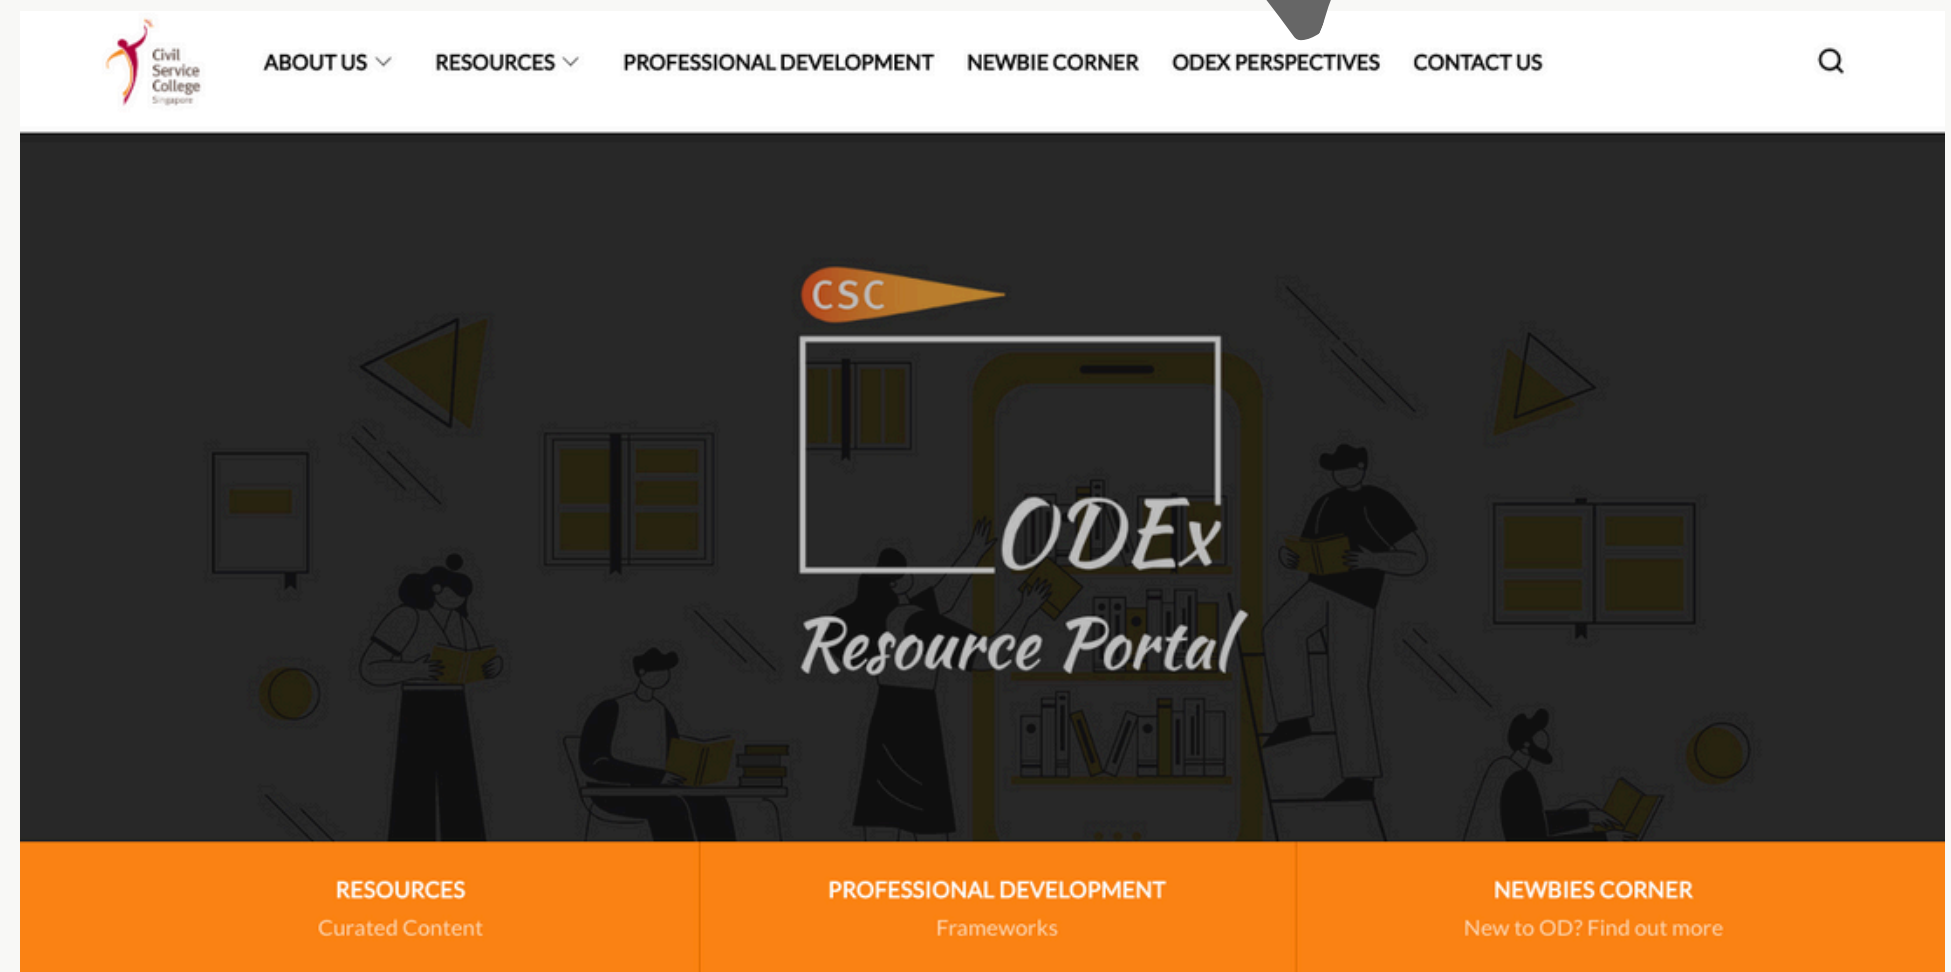 Civil
Service
College
Singapore
ABOUT US
RESOURCES
PROFESSIONAL DEVELOPMENT
NEWBIE CORNER
ODEX PERSPECTIVES
CONTACT US
CSC
ODEx
Resource Portal
RESOURCES
Curated Content
PROFESSIONAL DEVELOPMENT
Frameworks
NEWBIES CORNER
New to OD? Find out more